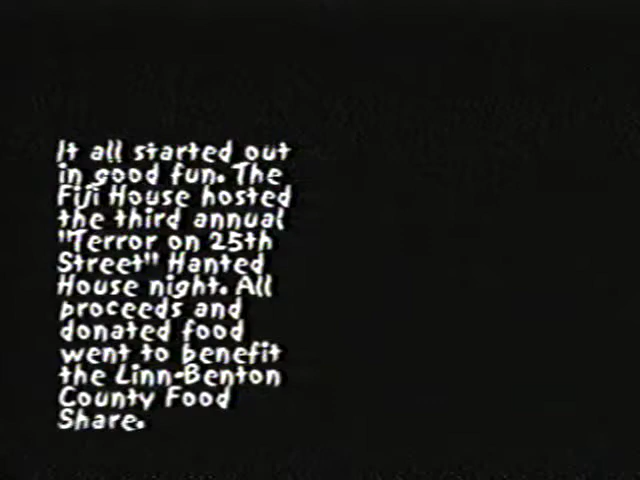 It all started out
in good fun. The
Fiji House hosted
the third annual
"Terror on 25th
Street" Hanted
House night. All
proceeds and
donated food
went to benefit
the Linn-Benton
County Food
Share.